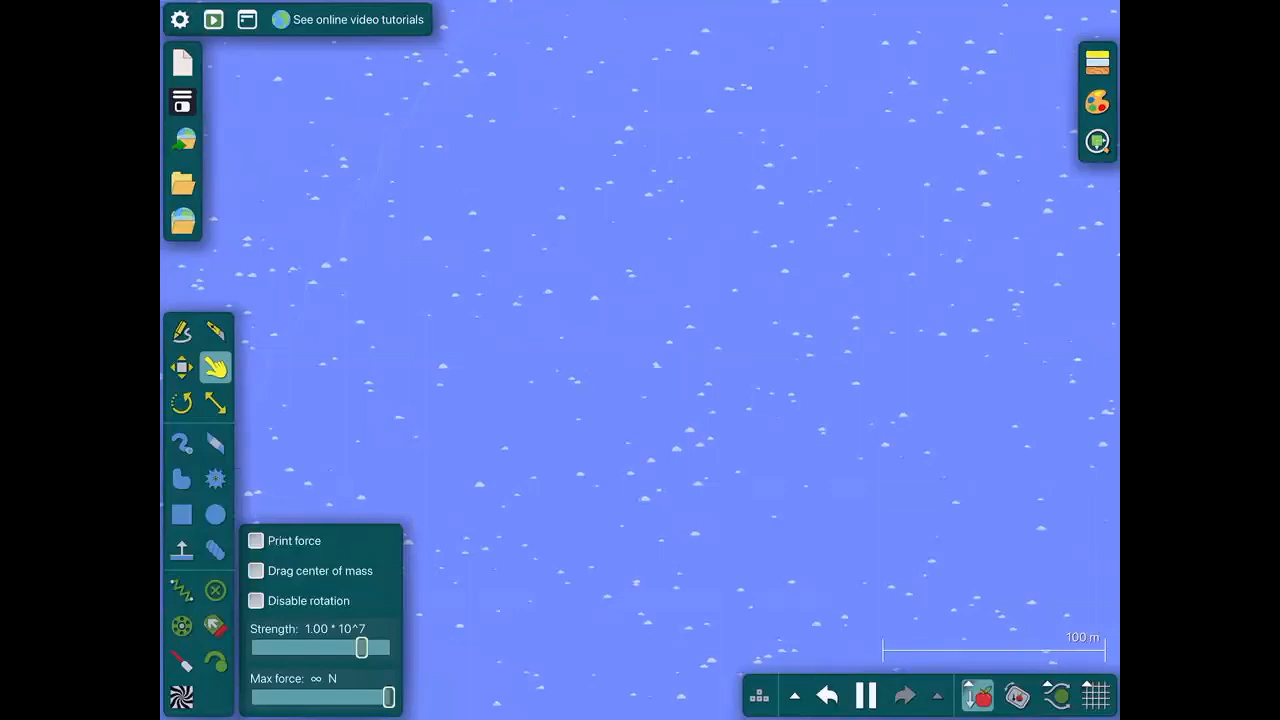 See online video tutorials
Print force
Drag center of mass
Disable rotation
Strength: 1.00 * 10^7
Max force: ∞ N
100 m